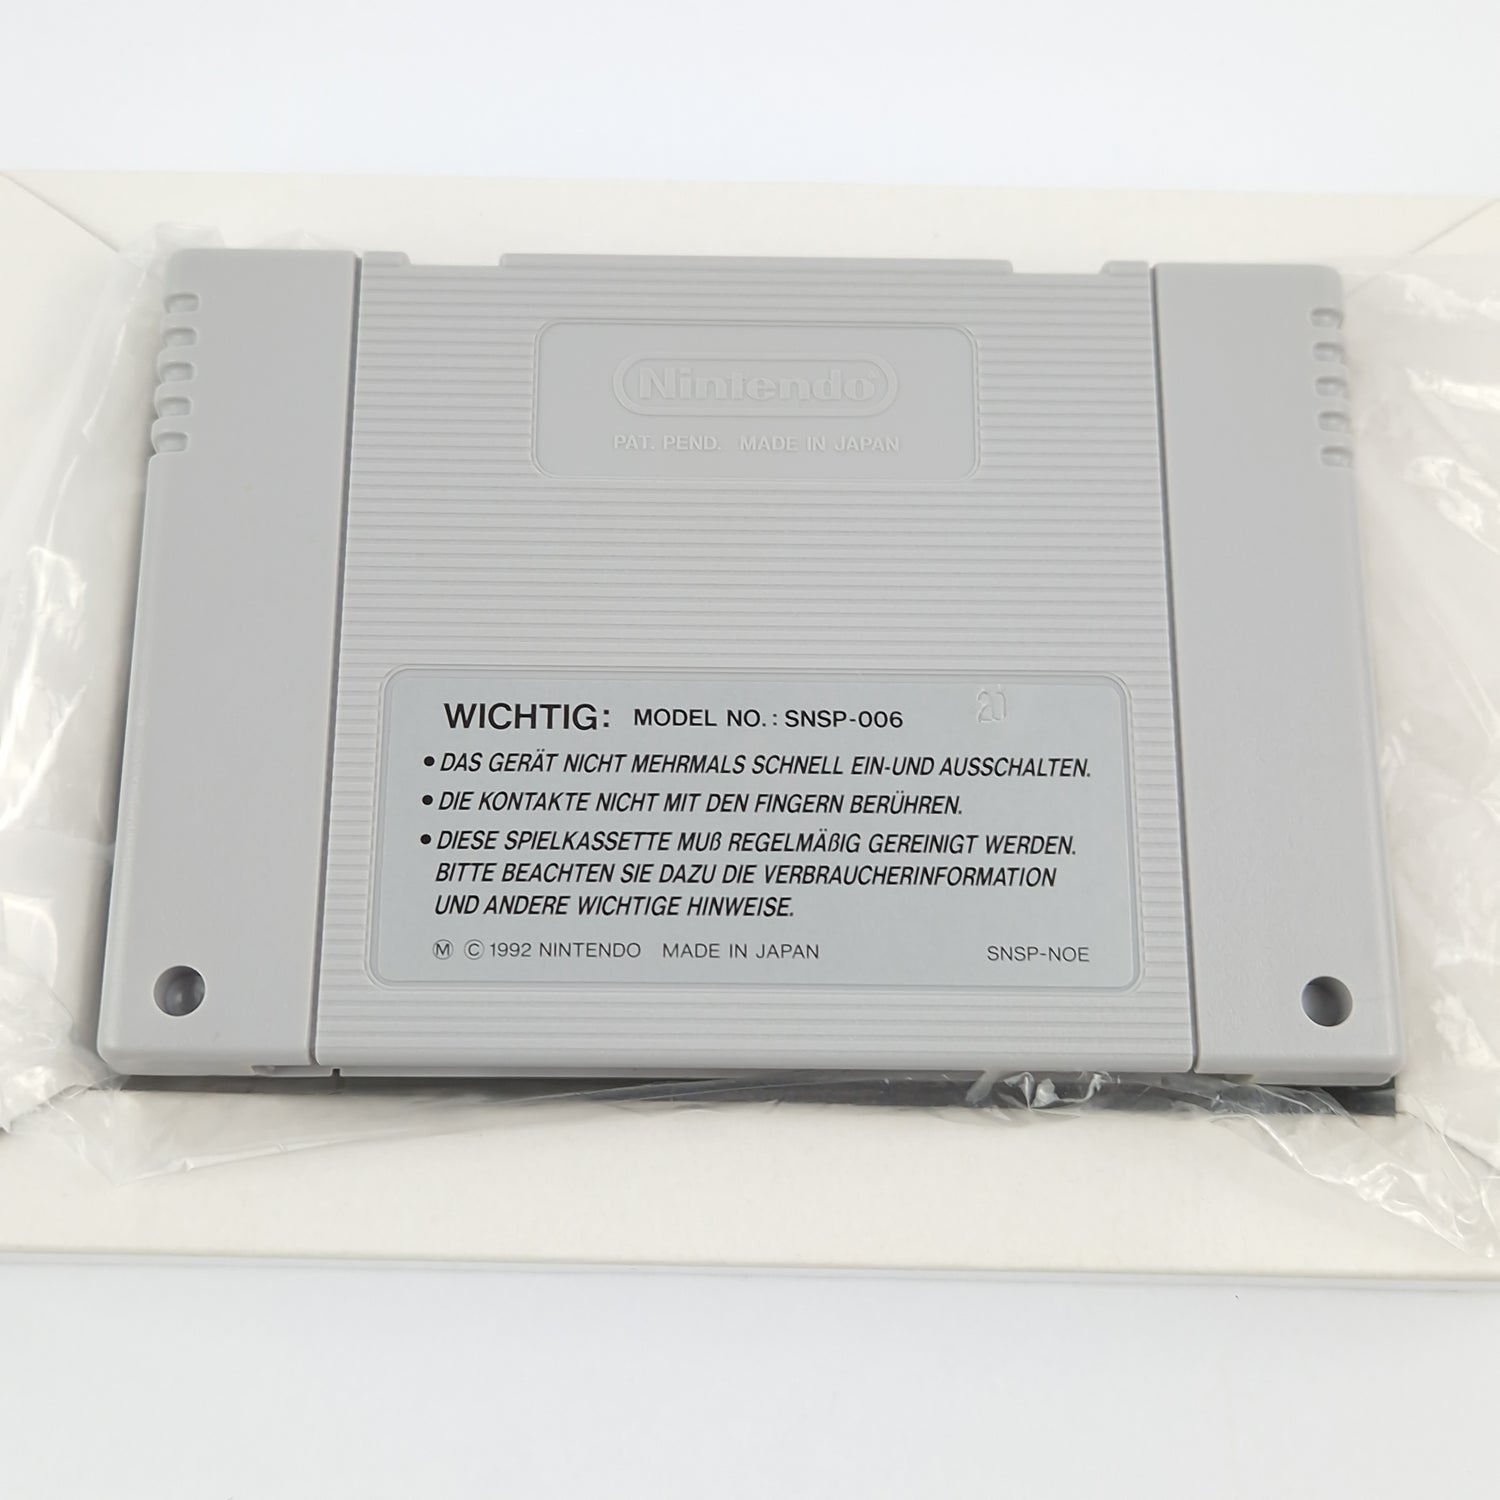 Nintendo
PAT. PEND. MADE IN JAPAN
WICHTIG: MODEL NO.: SNSP-006
20
• DAS GERÄT NICHT MEHRMALS SCHNELL EIN-UND AUSSCHALTEN.
• DIE KONTAKTE NICHT MIT DEN FINGERN BERÜHREN.
• DIESE SPIELKASSETTE MUß REGELMÄßIG GEREINIGT WERDEN.
BITTE BEACHTEN SIE DAZU DIE VERBRAUCHERINFORMATION
UND ANDERE WICHTIGE HINWEISE.
Ⓜ © 1992 NINTENDO MADE IN JAPAN SNSP-NOE